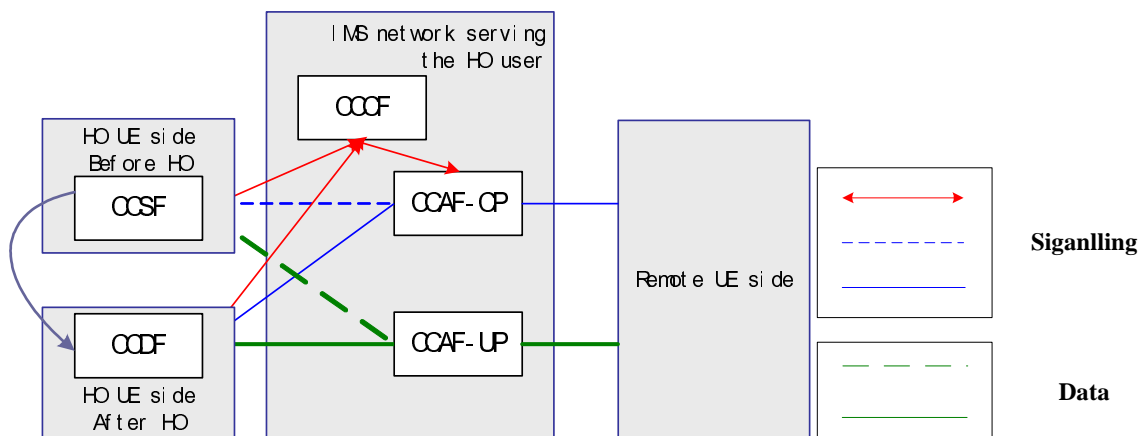 IMS network serving
the HO user
CCCF
HO UE side
Before HO
CCSF
CCAF-CP
Siganlling
Remote UE side
CCDF
CCAF-UP
HO UE side
After HO
Data